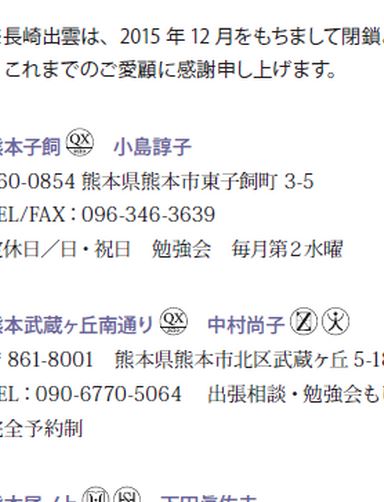 長崎出雲は、2015 年 12 月をもちまして閉鎖
これまでのご愛顧に感謝申し上げます。
本子飼 QX 小島諄子
60-0854 熊本県熊本市東子飼町 3-5
EL/FAX：096-346-3639
休日／日・祝日　勉強会　毎月第２水曜
本武蔵ヶ丘南通り QX 中村尚子
〒861-8001　熊本県熊本市北区武蔵ヶ丘 5-18
EL：090-6770-5064　出張相談・勉強会も
全予約制